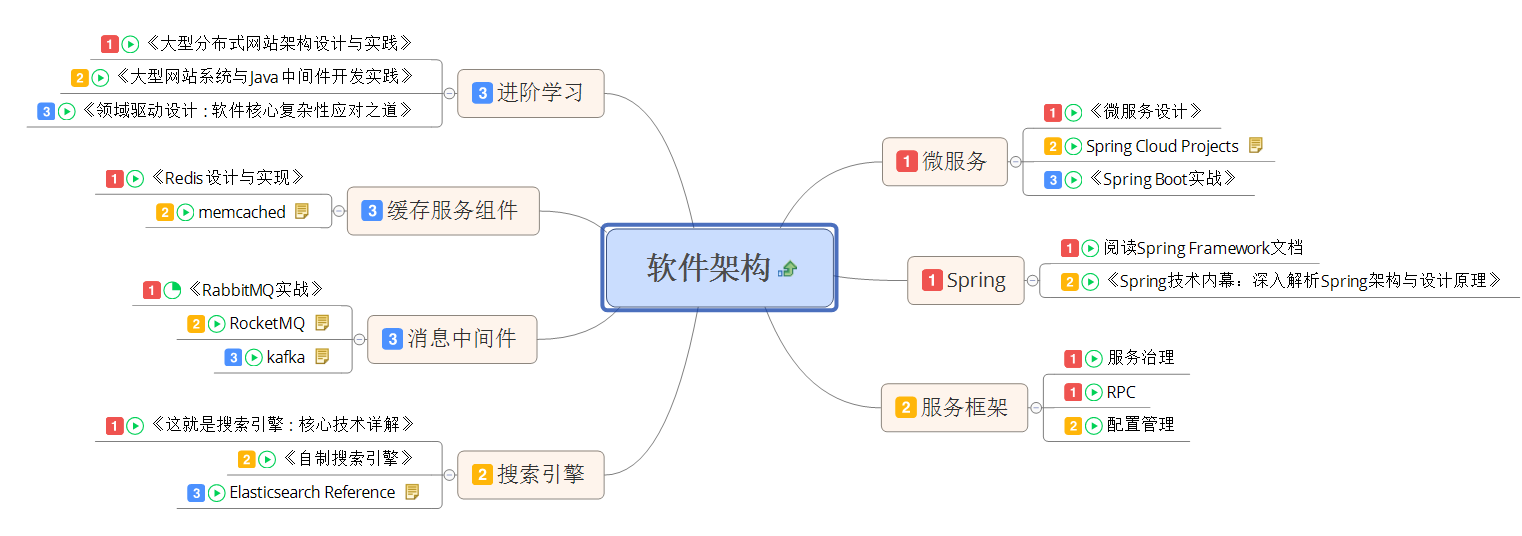 软件架构
1 微服务
1 《微服务设计》
2 Spring Cloud Projects
3 《Spring Boot实战》
1 Spring
1 阅读Spring Framework文档
2 《Spring技术内幕：深入解析Spring架构与设计原理》
2 服务框架
1 服务治理
1 RPC
2 配置管理
3 进阶学习
1 《大型分布式网站架构设计与实践》
2 《大型网站系统与Java中间件开发实践》
3 《领域驱动设计：软件核心复杂性应对之道》
3 缓存服务组件
1 《Redis设计与实现》
2 memcached
3 消息中间件
1 《RabbitMQ实战》
2 RocketMQ
3 kafka
2 搜索引擎
1 《这就是搜索引擎：核心技术详解》
2 《自制搜索引擎》
3 Elasticsearch Reference